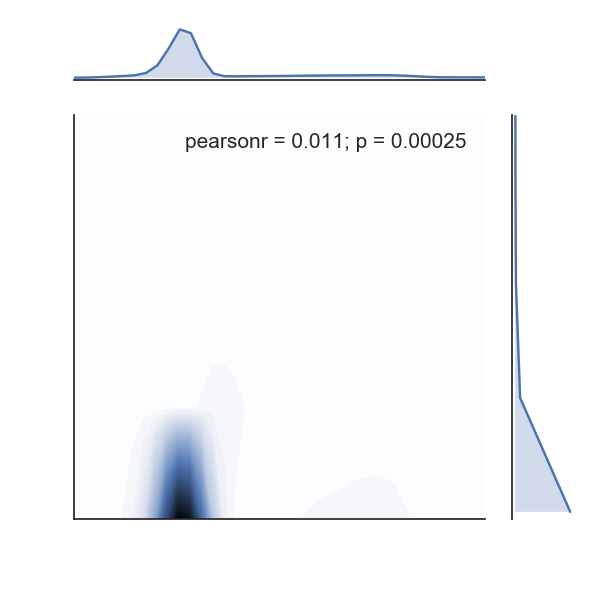 pearsonr = 0.011; p = 0.00025